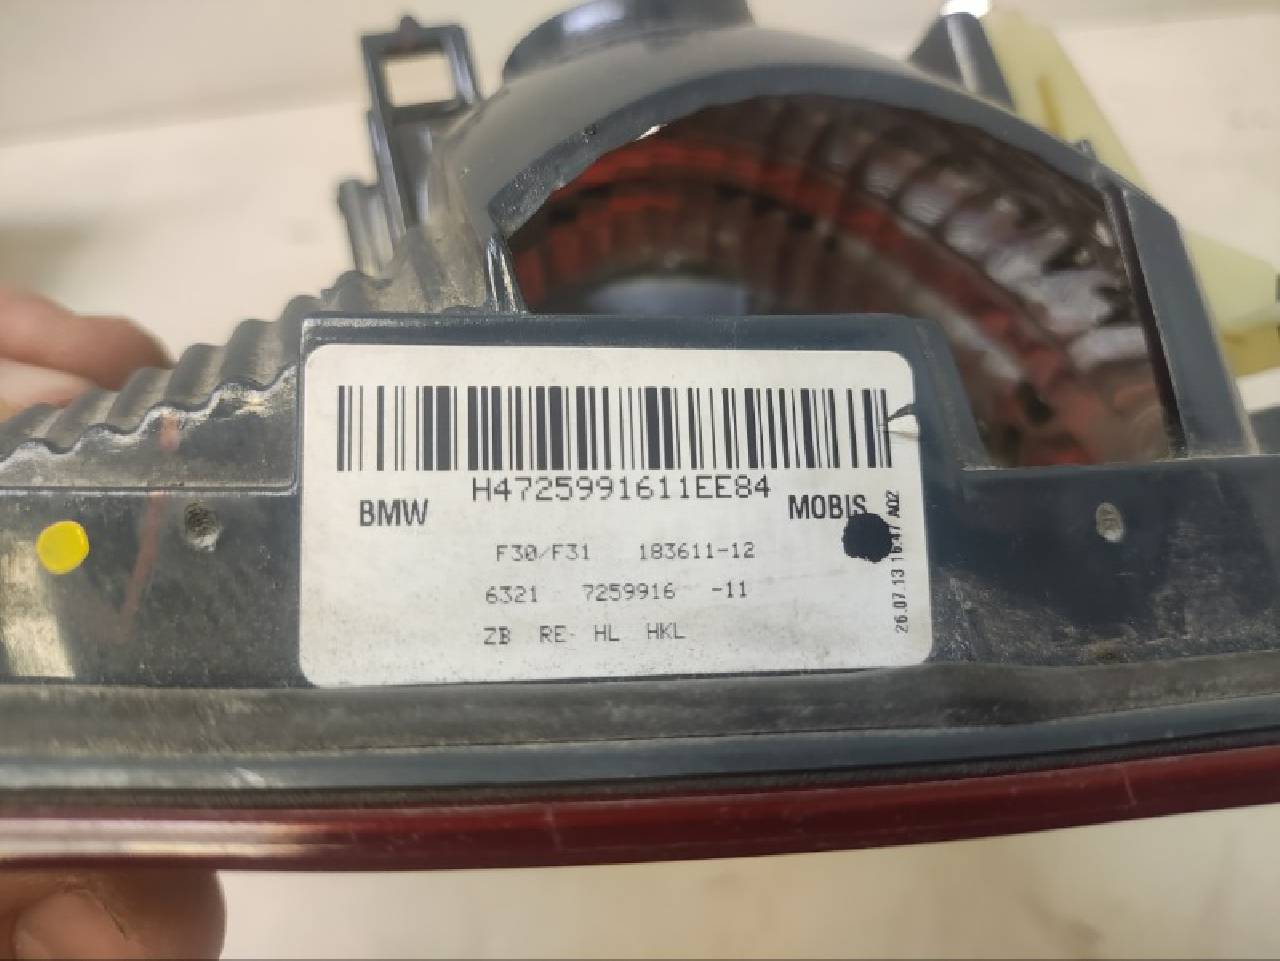 H4725991611EE84
BMW MOBIS
F30/F31 183611-12
6321 7259916 -11
ZB RE- HL HKL
26.07.13 16:47 A02